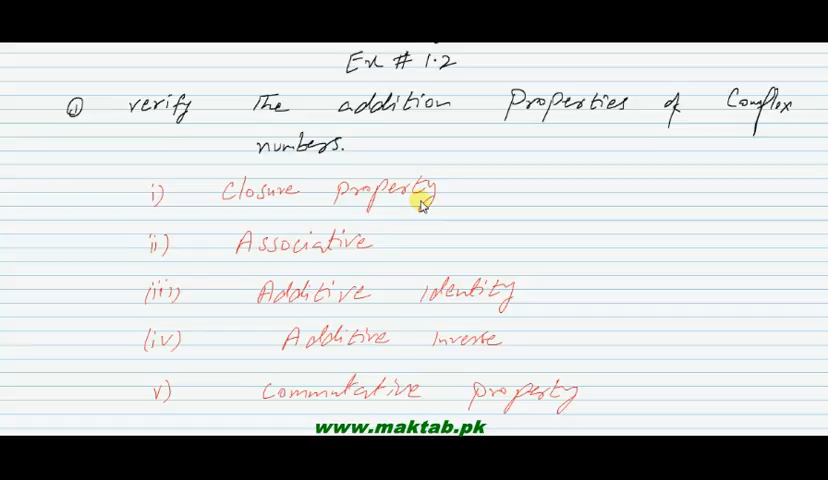 Ex # 1.2
① verify The addition Properties of Complex
numbers.
i) Closure property
ii) Associative
(iii) Additive Identity
(iv) Additive Inverse
v) Commutative property
www.maktab.pk